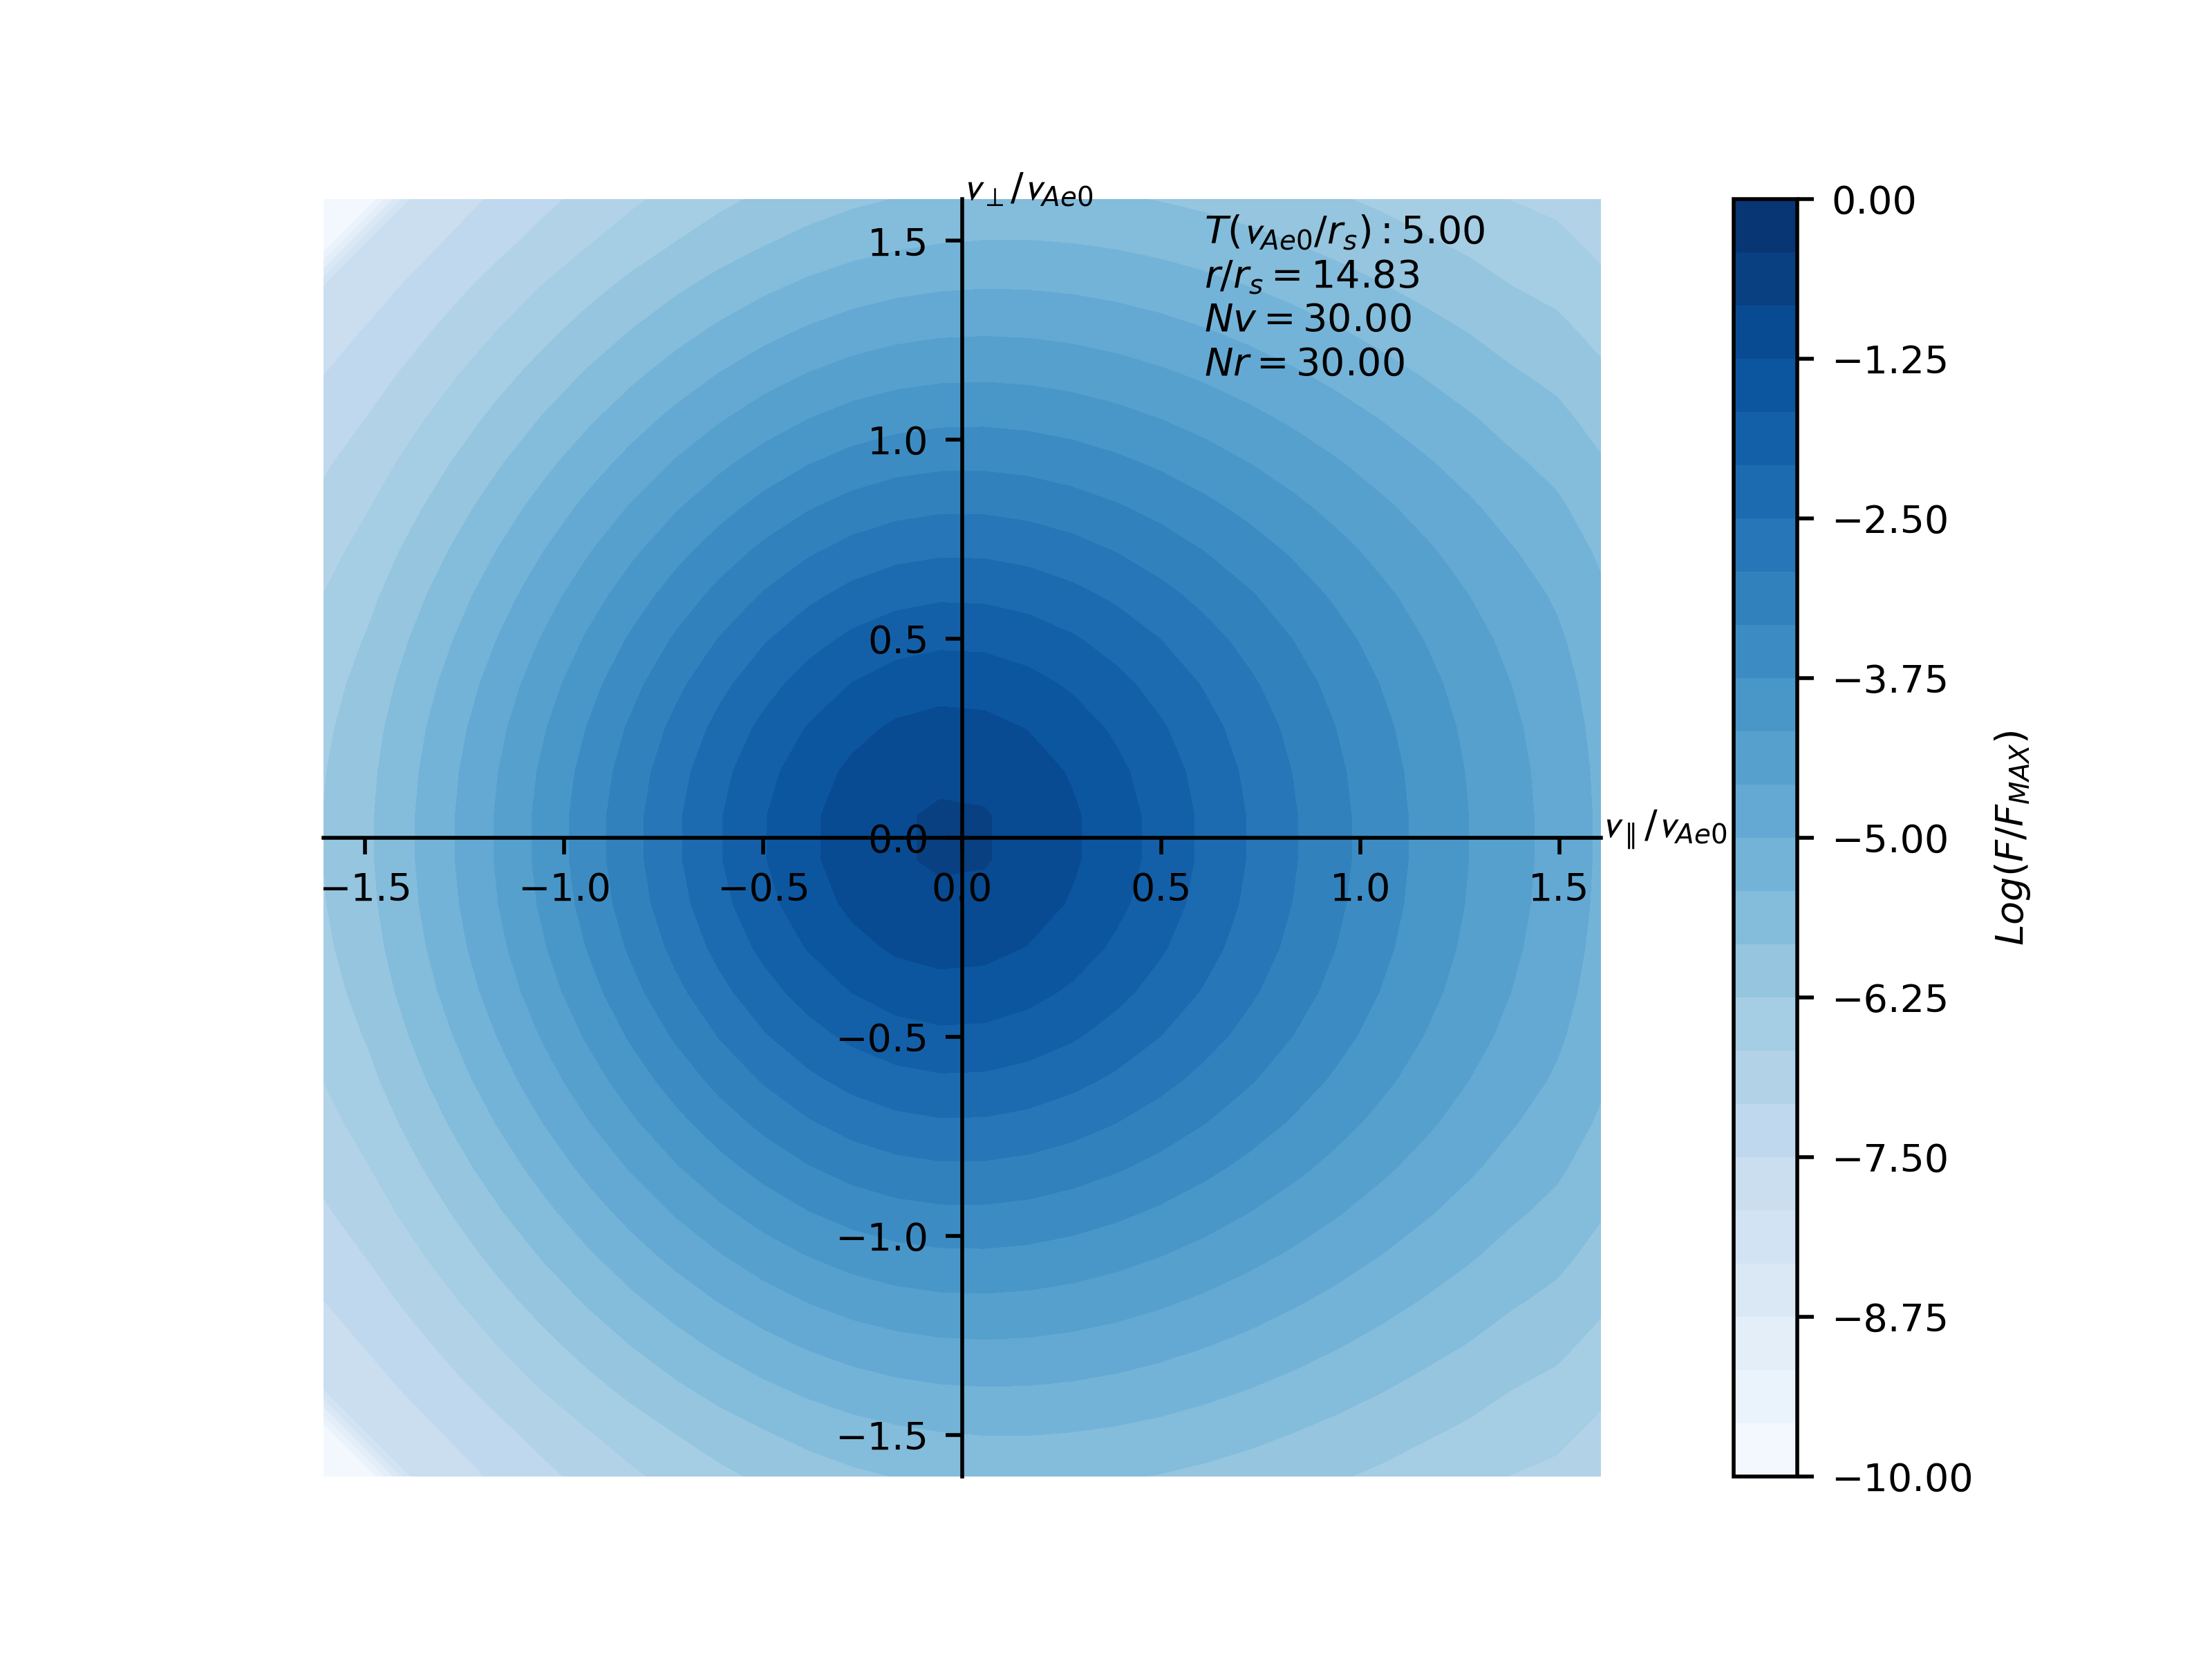 v⊥/vAe0
T(vAe0/rs) : 5.00
r/rs = 14.83
Nv = 30.00
Nr = 30.00
1.5
1.0
0.5
0.0
−0.5
−1.0
−1.5
−1.5 −1.0 −0.5 0.0 0.5 1.0 1.5
v∥/vAe0
0.00
−1.25
−2.50
−3.75
−5.00
−6.25
−7.50
−8.75
−10.00
Log(F/FMAX)